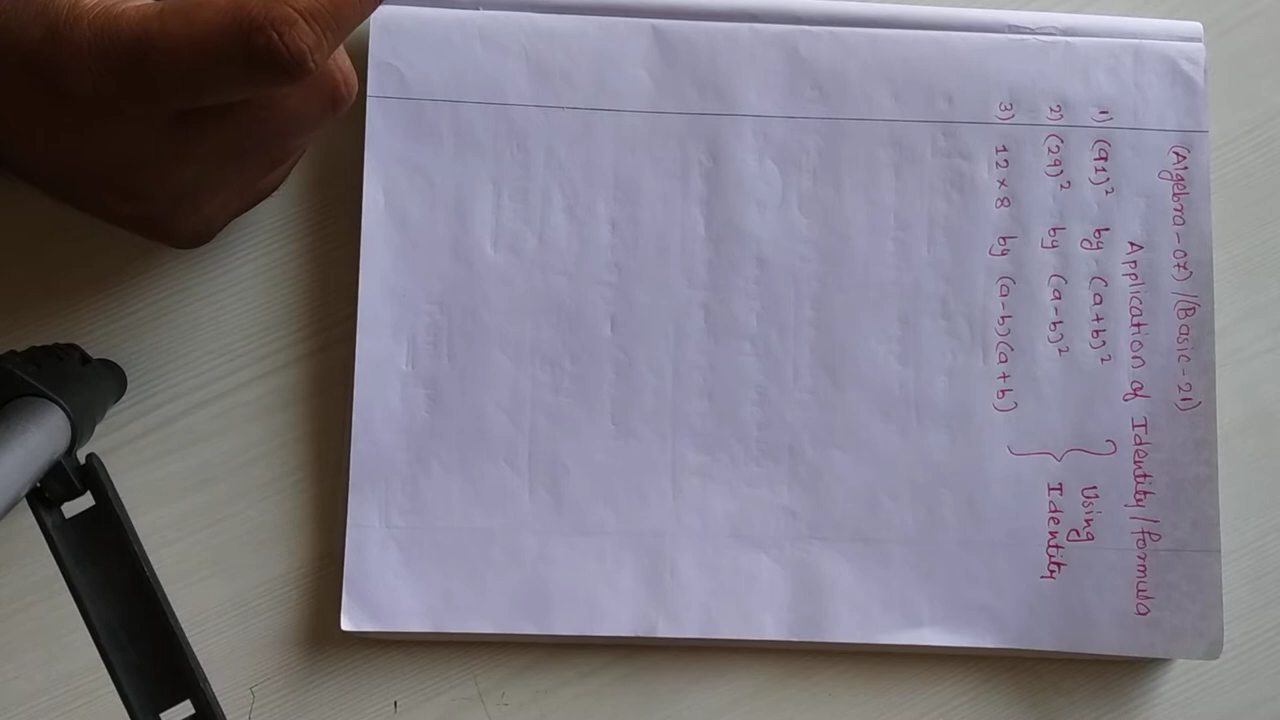 (Algebra-07)/(Basic-21)
Application of Identity/formula
1) (91)² by (a+b)²
2) (29)² by (a-b)²
3) 12×8 by (a-b)(a+b)
} Using Identity